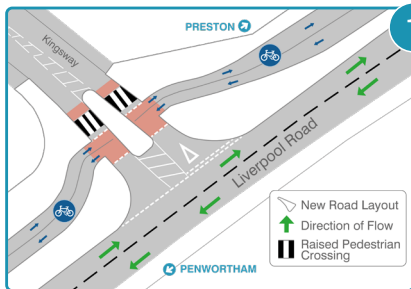 PRESTON
Kingsway
Liverpool Road
New Road Layout
Direction of Flow
Raised Pedestrian
Crossing
PENWORTHAM